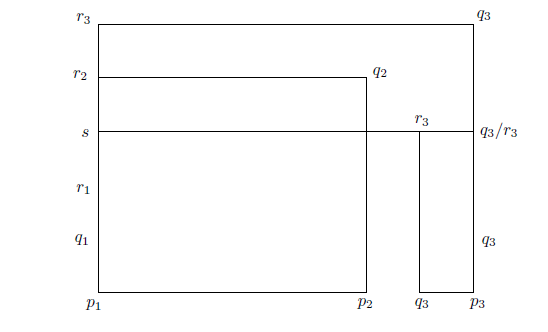 r₃ q₃
r₂ q₂
r₃
s q₃/r₃
r₁
q₁ q₃
p₁ p₂ q₃ p₃